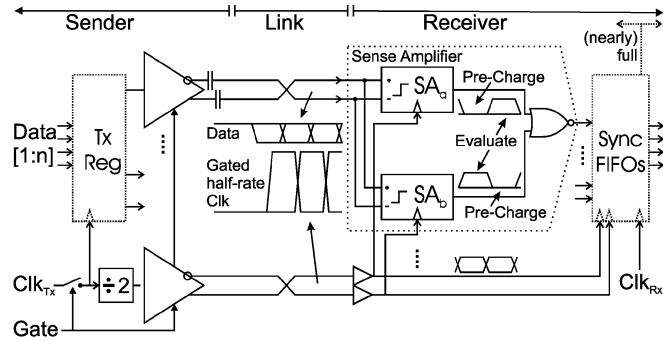 Sender
Link
Receiver
(nearly)
full
Sense Amplifier
SAa
Pre-Charge
Data
[1:n]
Tx
Reg
Data
Gated
half-rate
Clk
Evaluate
Sync
FIFOs
SAb
Pre-Charge
ClkTx
÷2
ClkRx
Gate